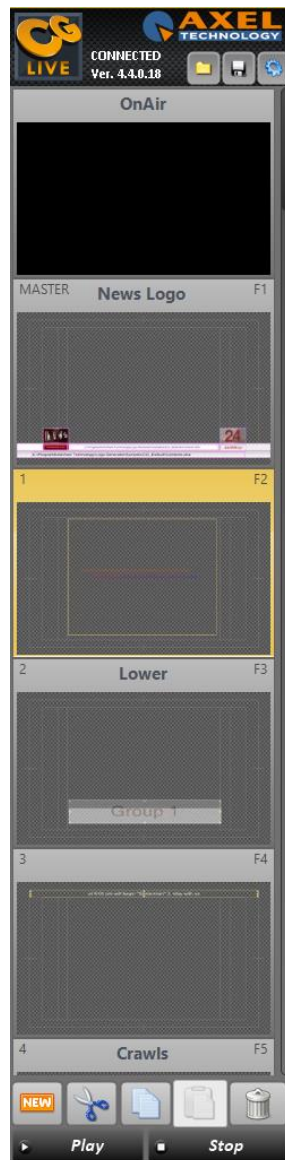 CG
LIVE
AXEL
TECHNOLOGY
CONNECTED
Ver. 4.4.0.18
OnAir
MASTER
News Logo
F1
24
1
F2
2
Lower
F3
Group 1
3
F4
4
Crawls
F5
NEW
Play
Stop